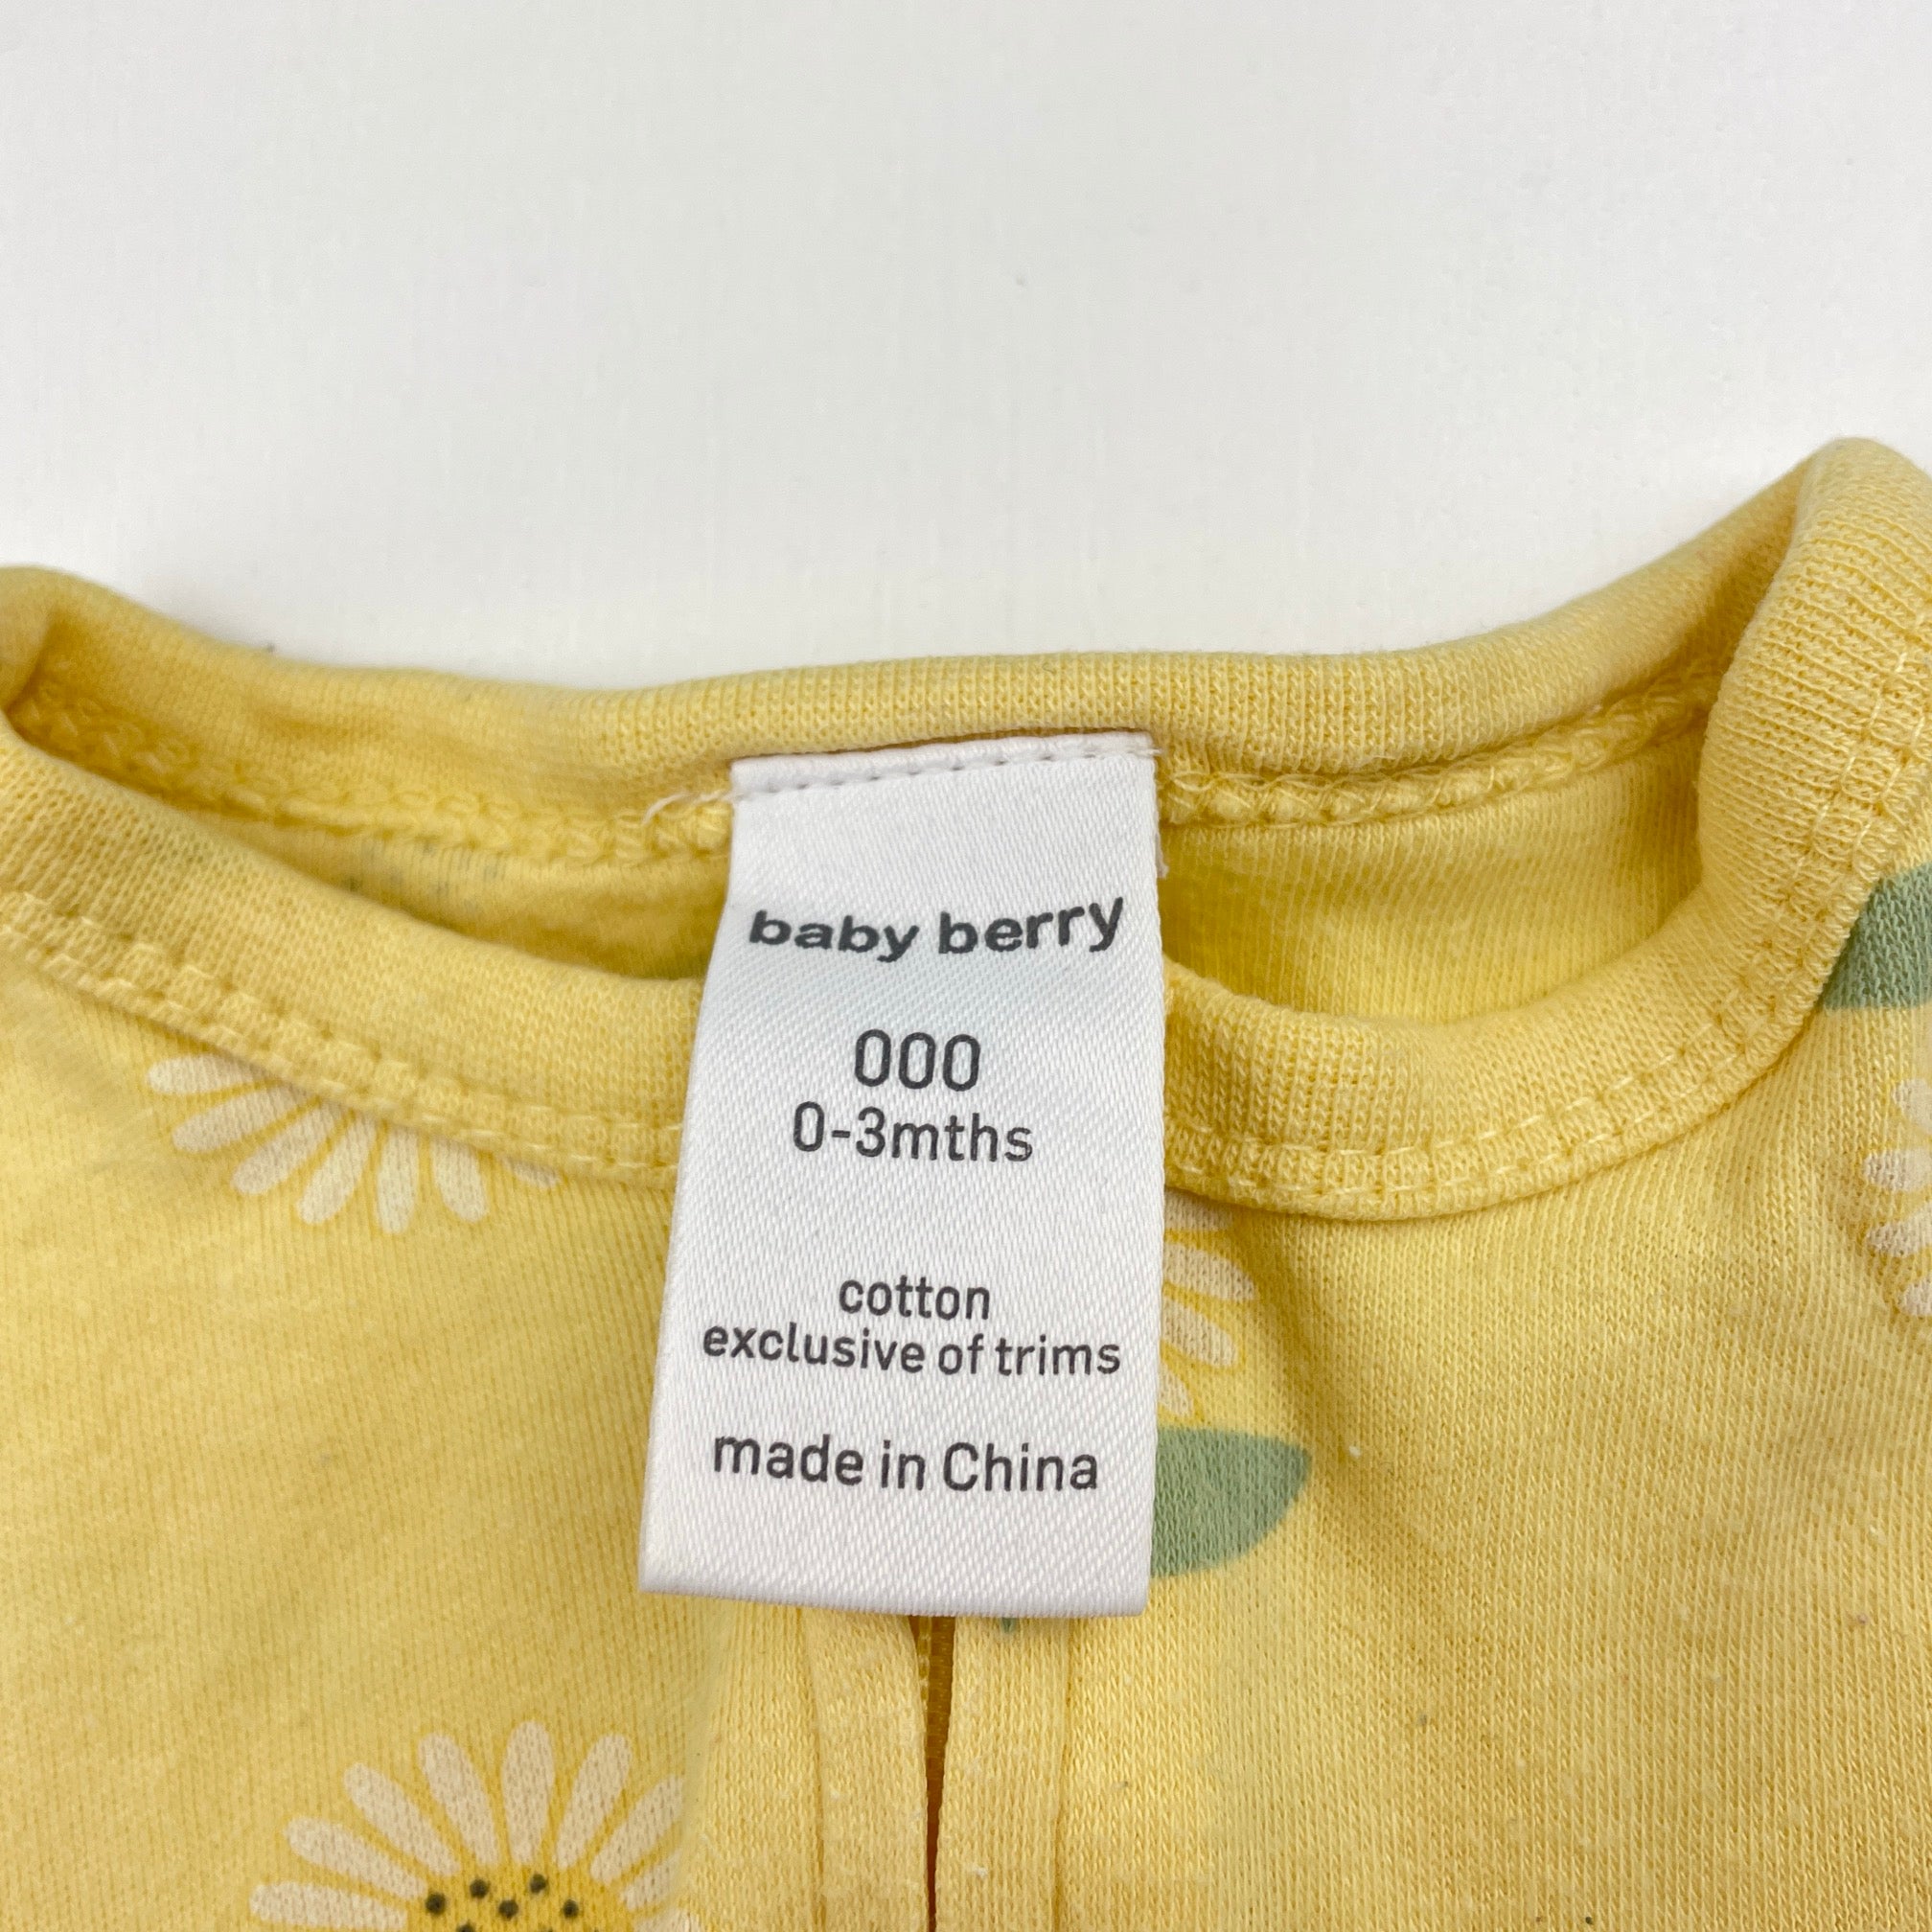 baby berry
000
0-3mths
cotton
exclusive of trims
made in China